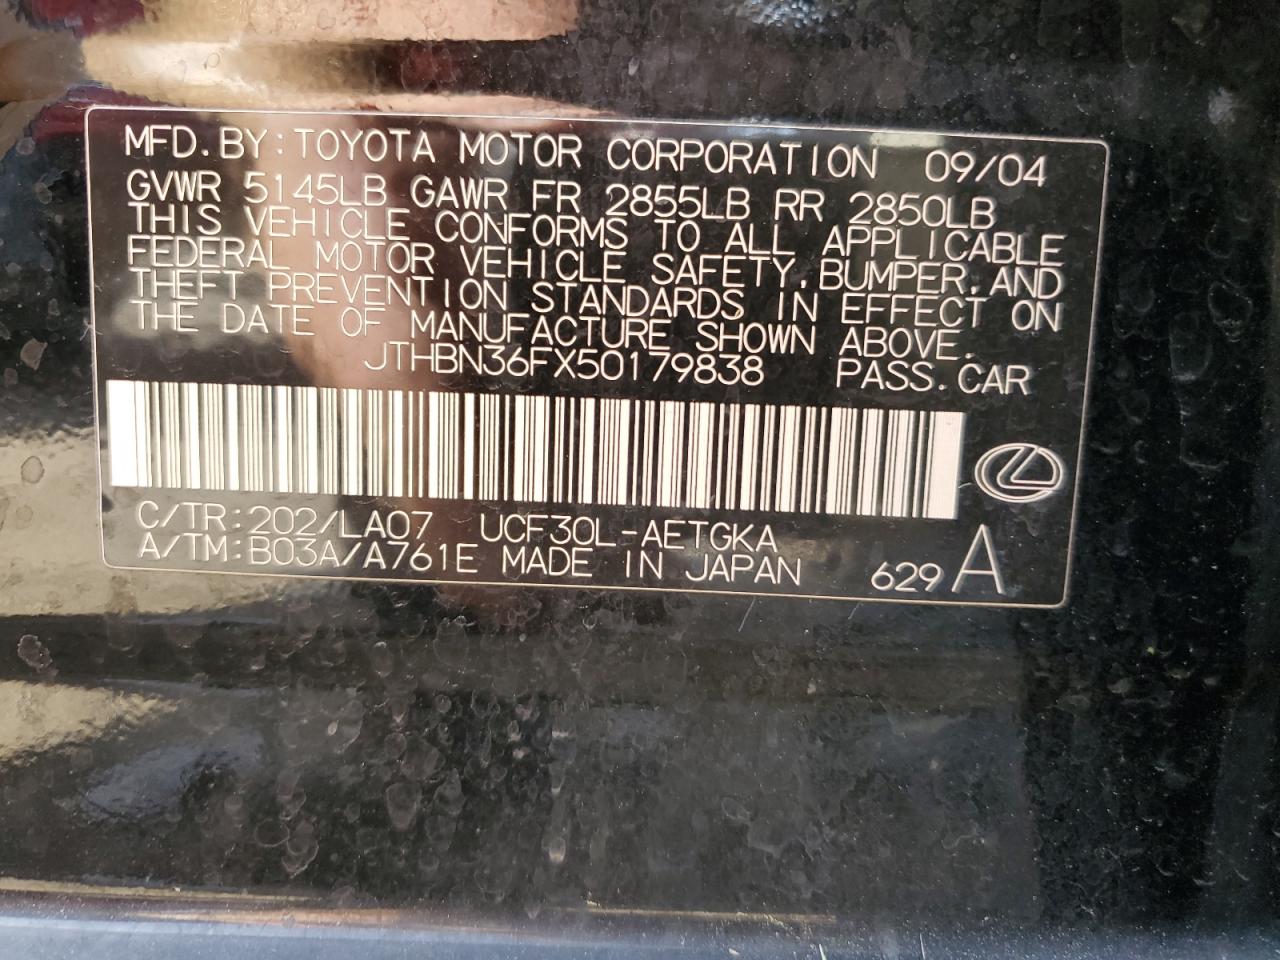 MFD. BY: TOYOTA MOTOR CORPORATION 09/04
GVWR 5145LB GAWR FR 2855LB RR 2850LB
THIS VEHICLE CONFORMS TO ALL APPLICABLE
FEDERAL MOTOR VEHICLE SAFETY, BUMPER, AND
THEFT PREVENTION STANDARDS IN EFFECT ON
THE DATE OF MANUFACTURE SHOWN ABOVE.
JTHBN36FX50179838 PASS. CAR
C/TR: 202/LA07 UCF30L-AETGKA
A/TM: B03A/A761E MADE IN JAPAN 629 A